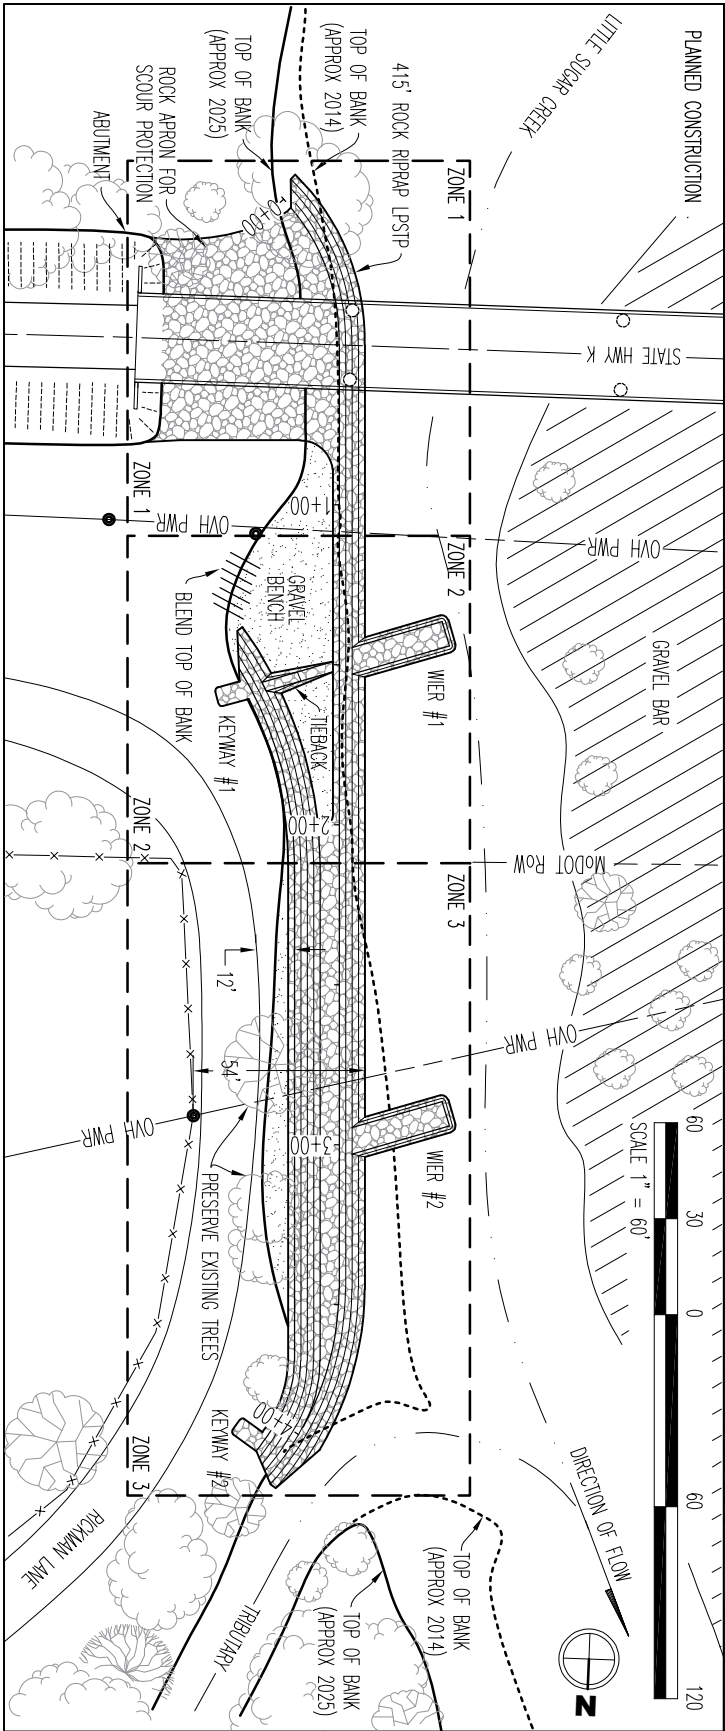 PLANNED CONSTRUCTION
LITTLE SUGAR CREEK
415' ROCK RIPRAP LPSTP
TOP OF BANK
(APPROX 2014)
TOP OF BANK
(APPROX 2025)
ROCK APRON FOR
SCOUR PROTECTION
ABUTMENT
ZONE 1
0+00
STATE HWY K
ZONE 1
OVH PWR
1+00
OVH PWR
ZONE 2
GRAVEL
BENCH
BLEND TOP OF BANK
GRAVEL BAR
WIER #1
TIEBACK
KEYWAY #1
2+00
ZONE 2
MoDOT RoW
ZONE 3
12'
54'
OVH PWR
OVH PWR
3+00
WIER #2
PRESERVE EXISTING TREES
SCALE 1" = 60'
60
30
0
60
120
4+00
KEYWAY #2
ZONE 3
RICKMAN LANE
TRIBUTARY
DIRECTION OF FLOW
TOP OF BANK
(APPROX 2014)
TOP OF BANK
(APPROX 2025)
N